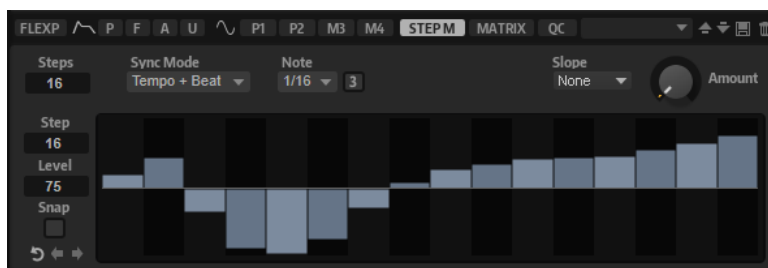 FLEXP P F A U P1 P2 M3 M4 STEP M MATRIX QC
Steps Sync Mode Note Slope
16 Tempo + Beat 1/16 3 None Amount
Step
16
Level
75
Snap